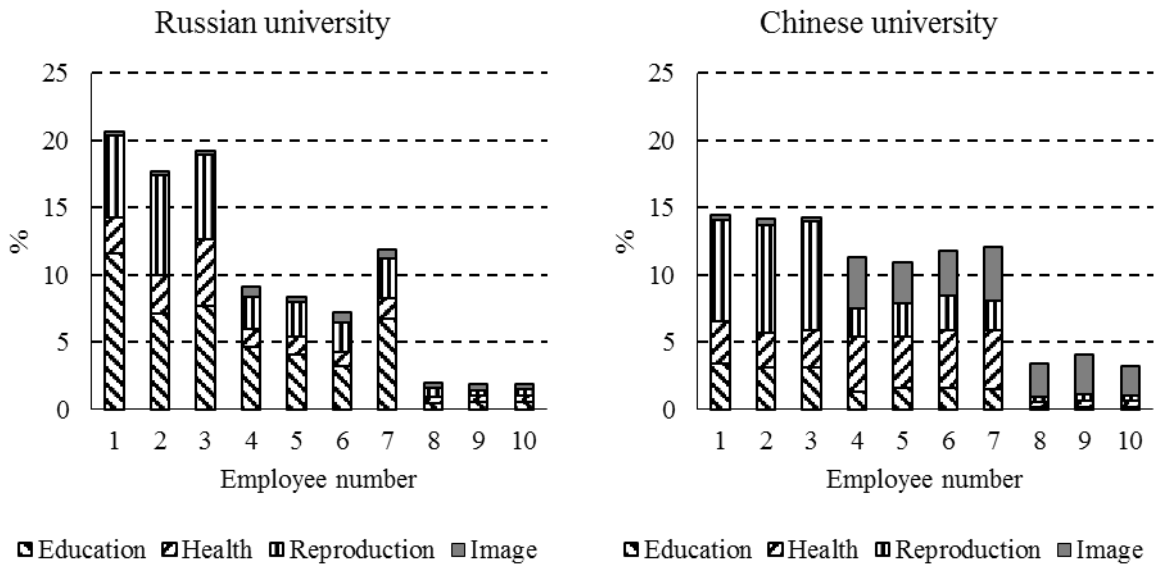 Russian university
25
20
15
10
5
0
%
1 2 3 4 5 6 7 8 9 10
Employee number
Education Health Reproduction Image
Chinese university
25
20
15
10
5
0
%
1 2 3 4 5 6 7 8 9 10
Employee number
Education Health Reproduction Image